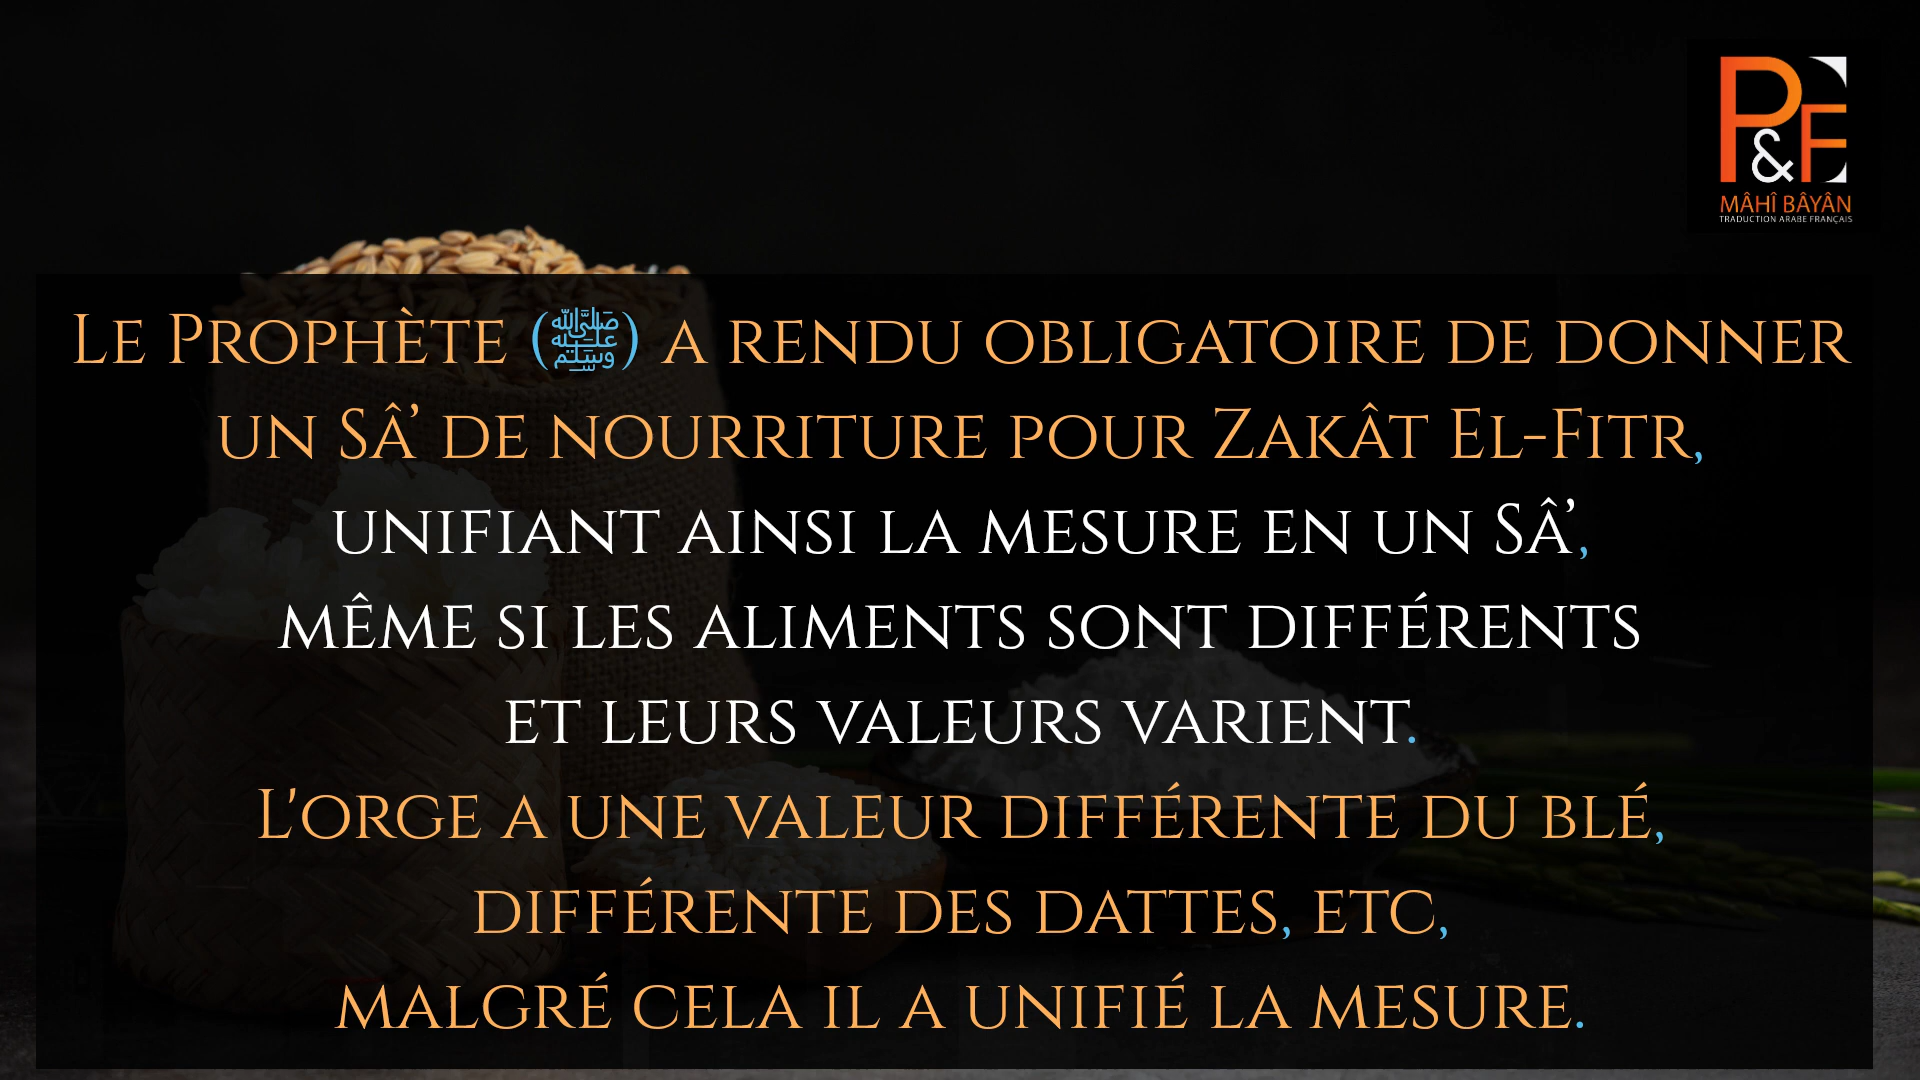 P&F
MÂHÎ BÂYÂN
TRADUCTION ARABE FRANÇAIS
Le Prophète (ﷺ) a rendu obligatoire de donner
un Sâ’ de nourriture pour Zakât El-Fitr,
unifiant ainsi la mesure en un Sâ’,
même si les aliments sont différents
et leurs valeurs varient.
L'orge a une valeur différente du blé,
différente des dattes, etc,
malgré cela il a unifié la mesure.